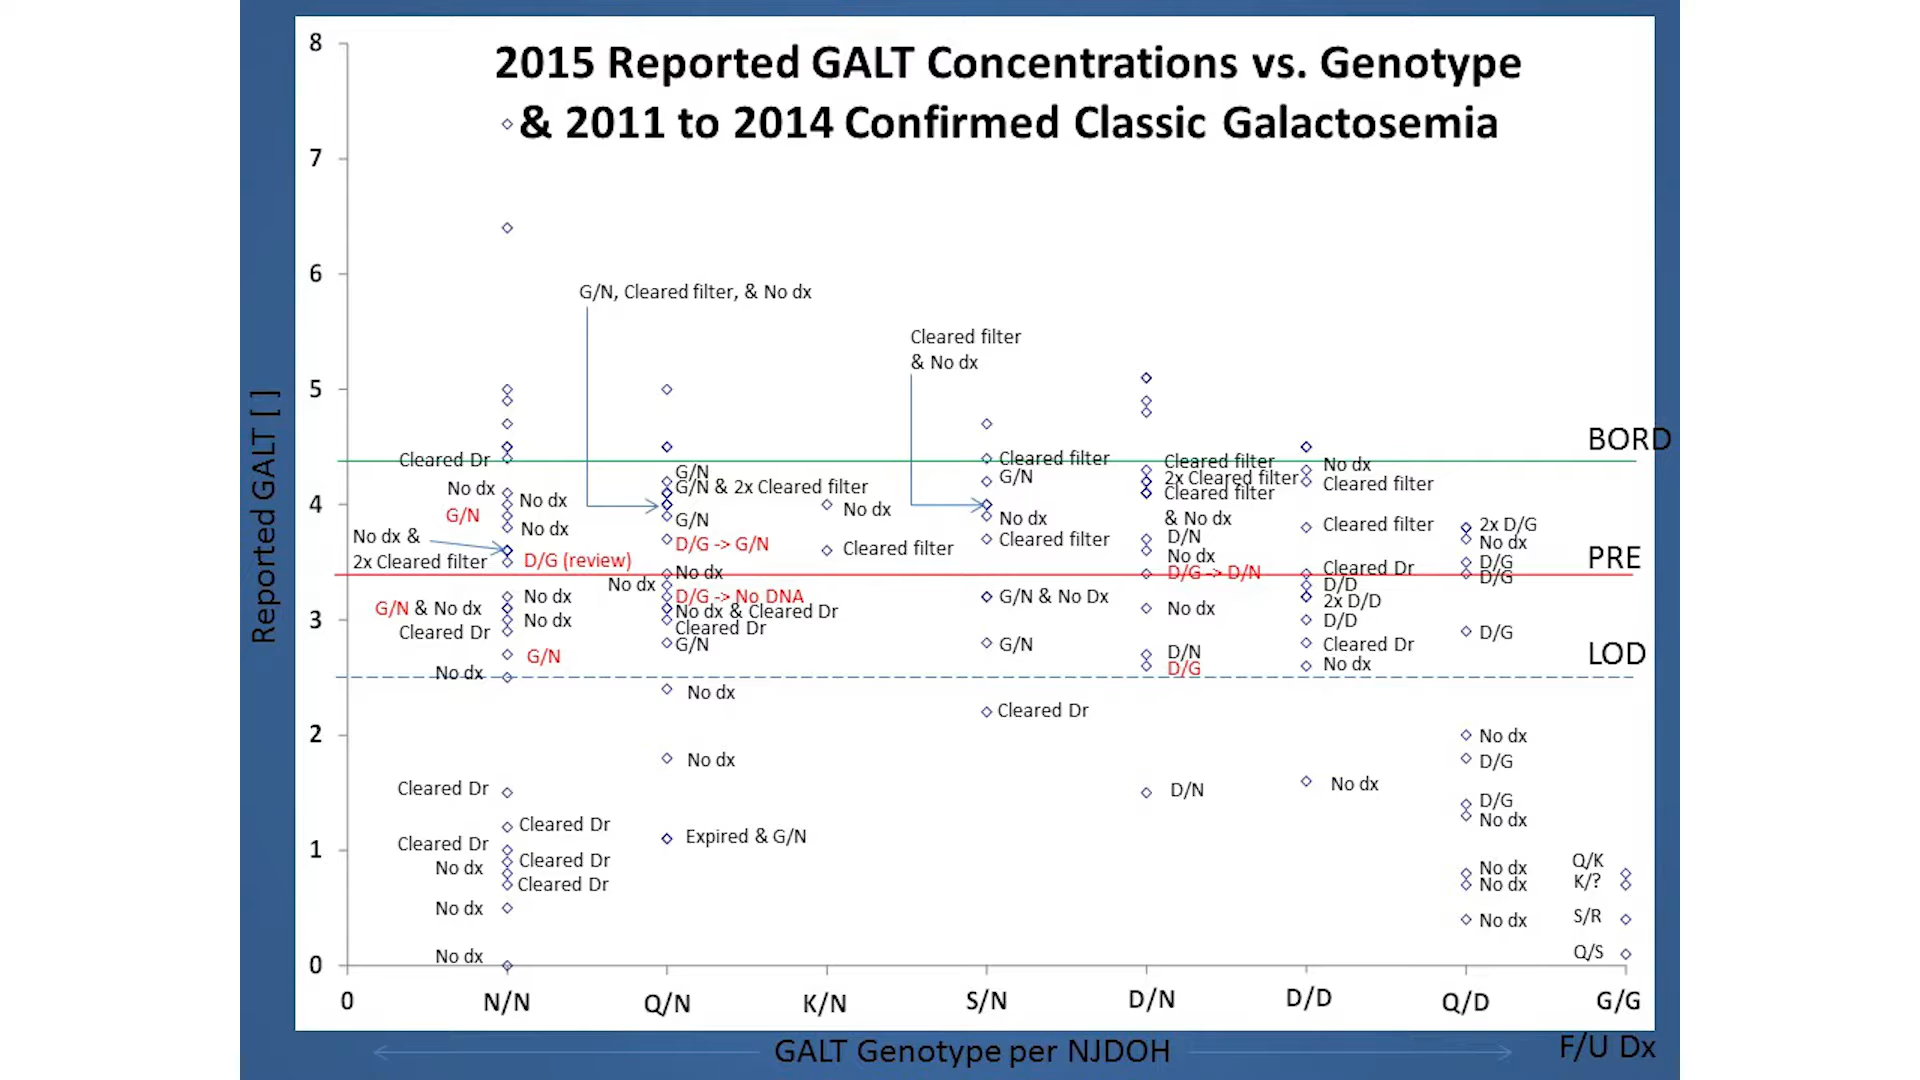 2015 Reported GALT Concentrations vs. Genotype
& 2011 to 2014 Confirmed Classic Galactosemia
Reported GALT [ ]
8
7
6
5
4
3
2
1
0
G/N, Cleared filter, & No dx
Cleared filter
& No dx
BORD
PRE
LOD
Cleared Dr
No dx
No dx
G/N
No dx
No dx &
2x Cleared filter
D/G (review)
No dx
G/N & No dx
No dx
Cleared Dr
G/N
No dx
Cleared Dr
Cleared Dr
Cleared Dr
Cleared Dr
No dx
Cleared Dr
No dx
No dx
G/N
G/N & 2x Cleared filter
G/N
D/G -> G/N
No dx
No dx
D/G -> No DNA
No dx & Cleared Dr
Cleared Dr
G/N
No dx
No dx
Expired & G/N
No dx
Cleared filter
Cleared filter
G/N
No dx
Cleared filter
G/N & No Dx
G/N
Cleared Dr
Cleared filter
2x Cleared filter
Cleared filter
& No dx
D/N
No dx
D/G -> D/N
No dx
D/N
D/G
D/N
No dx
Cleared filter
Cleared filter
Cleared Dr
D/D
2x D/D
D/D
Cleared Dr
No dx
No dx
2x D/G
No dx
D/G
D/G
D/G
No dx
D/G
D/G
No dx
No dx
No dx
No dx
Q/K
K/?
S/R
Q/S
0 N/N Q/N K/N S/N D/N D/D Q/D G/G
GALT Genotype per NJDOH
F/U Dx